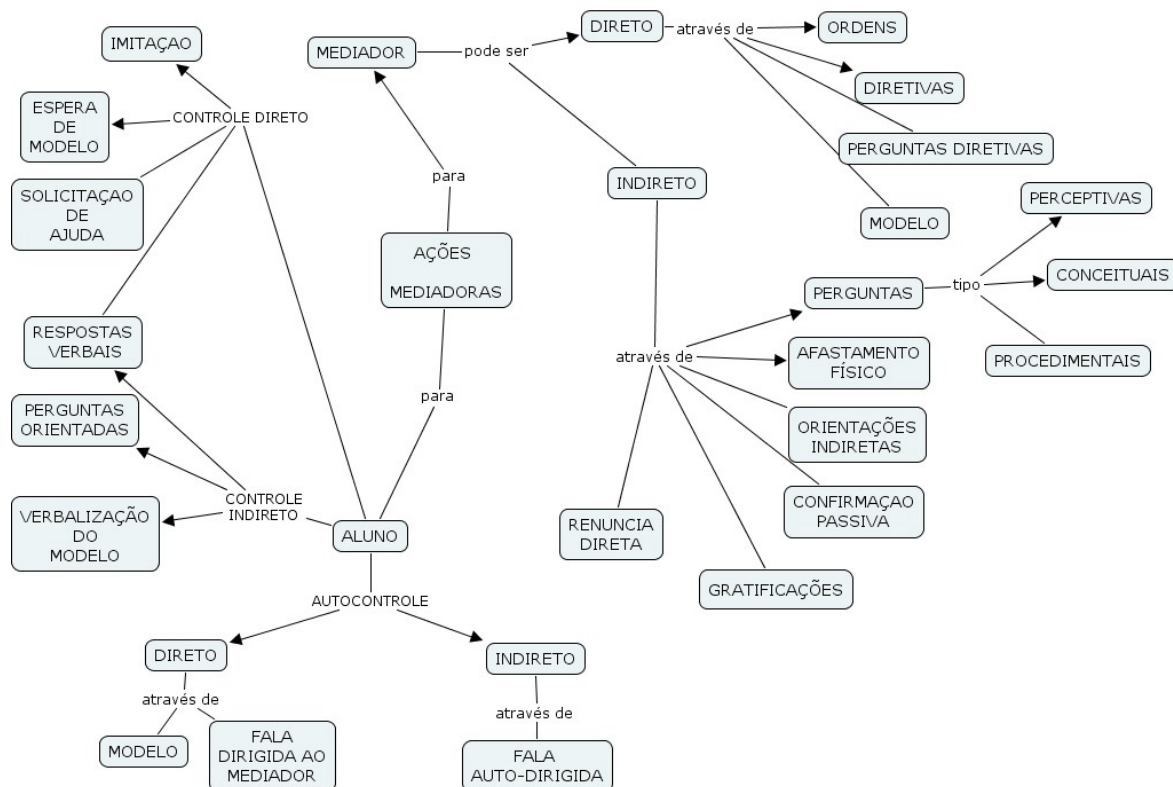 IMITAÇAO
MEDIADOR
pode ser
DIRETO
através de
ORDENS
DIRETIVAS
PERGUNTAS DIRETIVAS
MODELO
ESPERA
DE
MODELO
CONTROLE DIRETO
SOLICITAÇAO
DE
AJUDA
para
INDIRETO
PERCEPTIVAS
AÇÕES
MEDIADORAS
PERGUNTAS
tipo
CONCEITUAIS
PROCEDIMENTAIS
RESPOSTAS
VERBAIS
através de
AFASTAMENTO
FÍSICO
para
PERGUNTAS
ORIENTADAS
ORIENTAÇÕES
INDIRETAS
CONTROLE
INDIRETO
VERBALIZAÇÃO
DO
MODELO
ALUNO
RENUNCIA
DIRETA
CONFIRMAÇAO
PASSIVA
GRATIFICAÇÕES
AUTOCONTROLE
DIRETO
INDIRETO
através de
através de
MODELO
FALA
DIRIGIDA AO
MEDIADOR
FALA
AUTO-DIRIGIDA